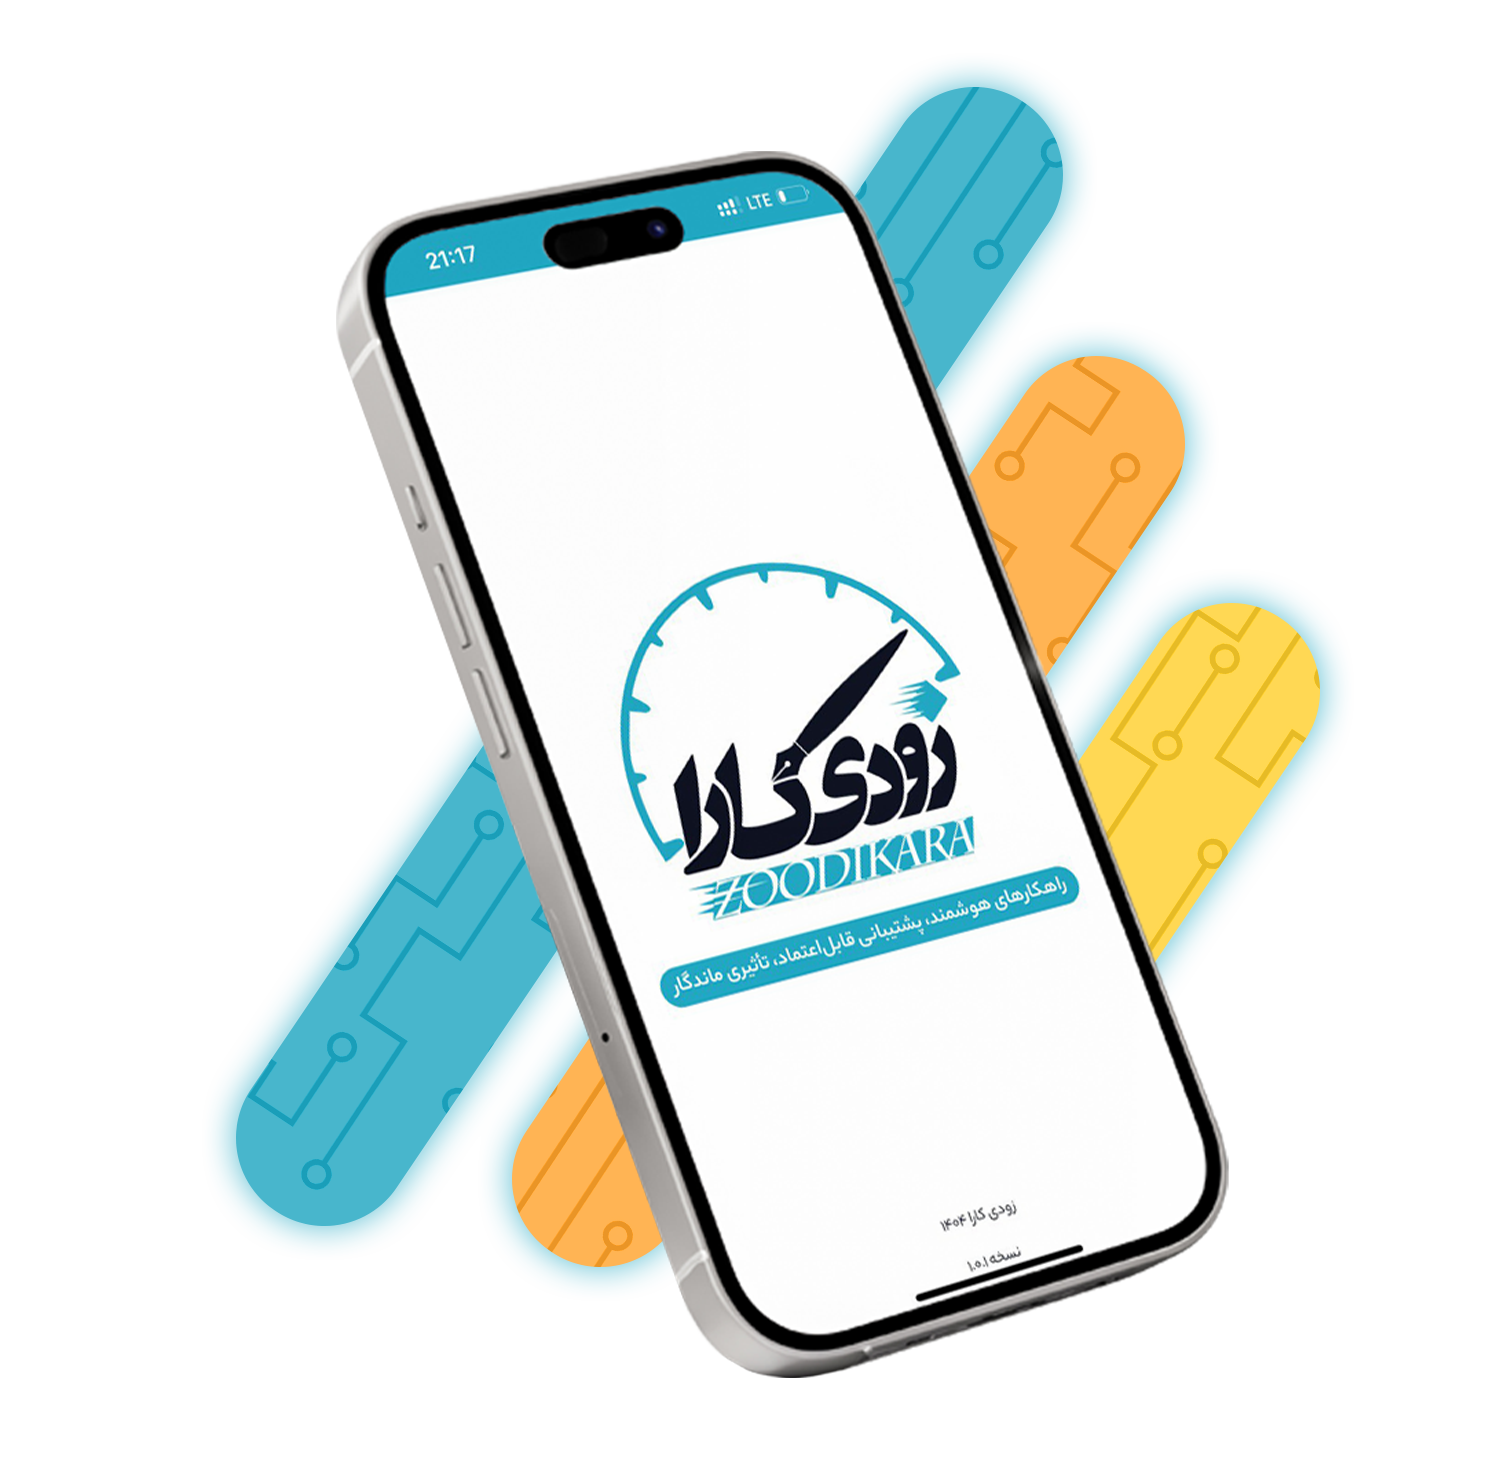 21:17 LTE
زودی کارا
ZOODIKARA
راهکارهای هوشمند، پشتیبانی قابل‌اعتماد، تأثیری ماندگار
زودی کارا ۱۴۰۴
نسخه ۱.۰.۱